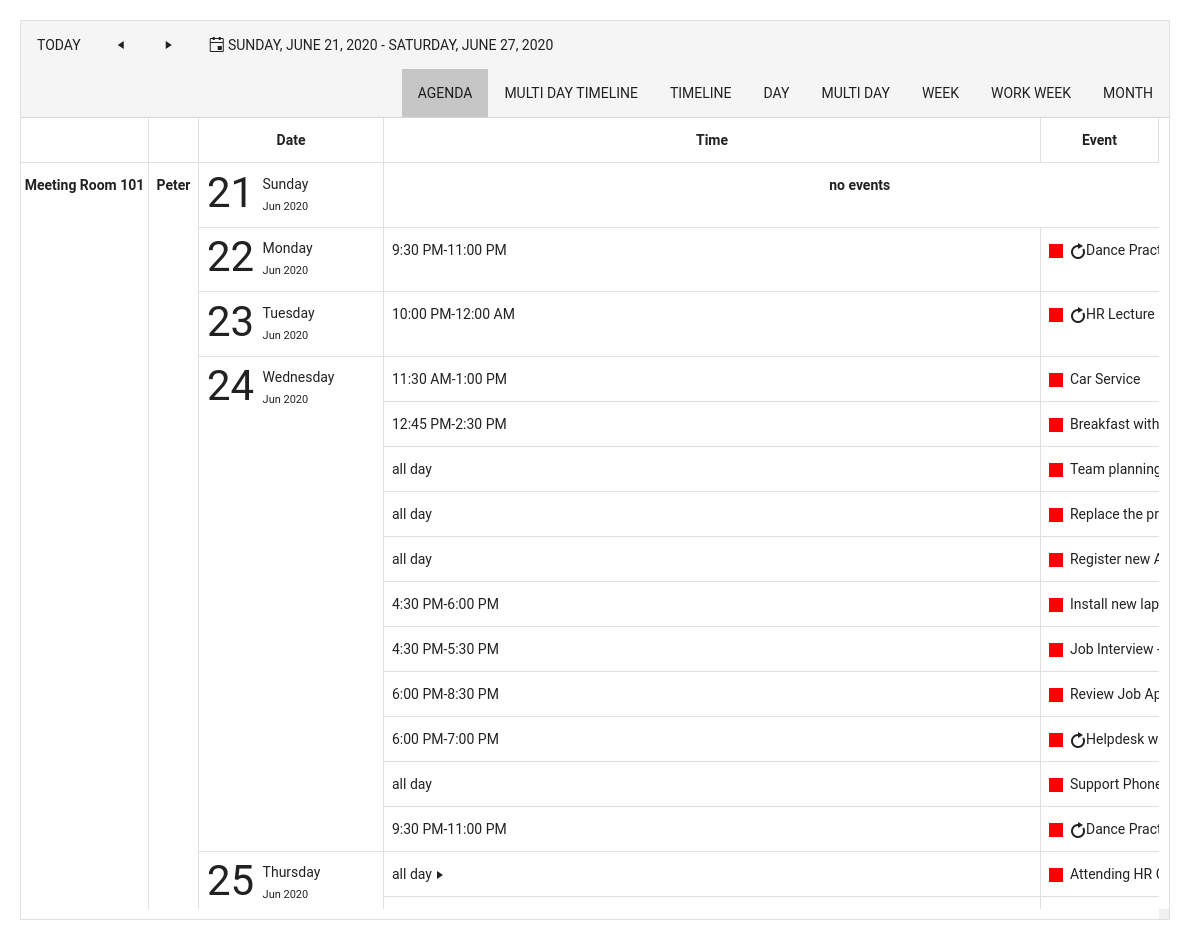 TODAY SUNDAY, JUNE 21, 2020 - SATURDAY, JUNE 27, 2020
AGENDA MULTI DAY TIMELINE TIMELINE DAY MULTI DAY WEEK WORK WEEK MONTH
Date Time Event
Meeting Room 101 Peter 21 Sunday no events
Jun 2020
22 Monday 9:30 PM-11:00 PM Dance Pract
Jun 2020
23 Tuesday 10:00 PM-12:00 AM HR Lecture
Jun 2020
24 Wednesday 11:30 AM-1:00 PM Car Service
Jun 2020
12:45 PM-2:30 PM Breakfast with
all day Team planning
all day Replace the pr
all day Register new A
4:30 PM-6:00 PM Install new lap
4:30 PM-5:30 PM Job Interview -
6:00 PM-8:30 PM Review Job Ap
6:00 PM-7:00 PM Helpdesk w
all day Support Phone
9:30 PM-11:00 PM Dance Pract
25 Thursday all day Attending HR
Jun 2020